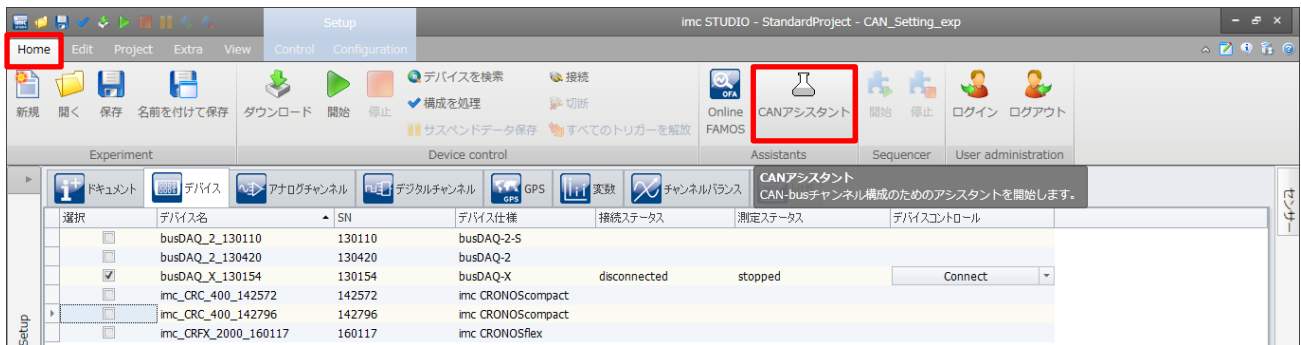 Setup
imc STUDIO - StandardProject - CAN_Setting_exp
Home Edit Project Extra View Control Configuration
デバイスを検索 接続
構成を処理 切断
サスペンドデータ保存 すべてのトリガーを解放
新規 開く 保存 名前を付けて保存 ダウンロード 開始 停止
OFA
Online FAMOS
CANアシスタント
開始 停止 ログイン ログアウト
Experiment Device control Assistants Sequencer User administration
ドキュメント デバイス アナログチャンネル デジタルチャンネル GPS GPS 変数 チャンネルバランス
CANアシスタント
CAN-busチャンネル構成のためのアシスタントを開始します。
センサー
選択 デバイス名 SN デバイス仕様 接続ステータス 測定ステータス デバイスコントロール
busDAQ_2_130110 130110 busDAQ-2-S
busDAQ_2_130420 130420 busDAQ-2
busDAQ_X_130154 130154 busDAQ-X disconnected stopped Connect
imc_CRC_400_142572 142572 imc CRONOScompact
imc_CRC_400_142796 142796 imc CRONOScompact
imc_CRFX_2000_160117 160117 imc CRONOSflex
Setup